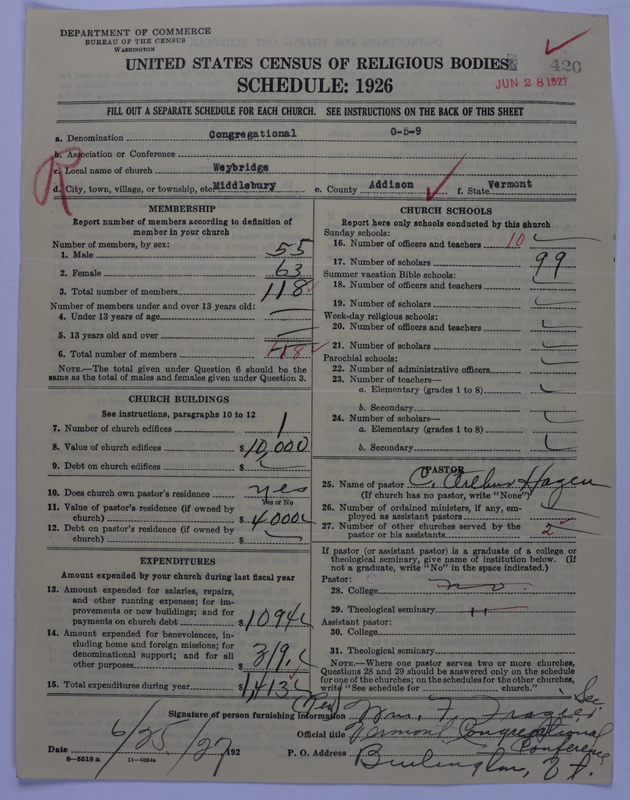 DEPARTMENT OF COMMERCE
BUREAU OF THE CENSUS
WASHINGTON
420
UNITED STATES CENSUS OF RELIGIOUS BODIES
JUN 28 1927
SCHEDULE: 1926
FILL OUT A SEPARATE SCHEDULE FOR EACH CHURCH. SEE INSTRUCTIONS ON THE BACK OF THIS SHEET
a. Denomination Congregational 0-5-9
b. Association or Conference
c. Local name of church Weybridge
R
d. City, town, village, or township, etc. Middlebury e. County Addison f. State Vermont
MEMBERSHIP
Report number of members according to definition of
member in your church
Number of members, by sex:
1. Male 55
2. Female 63
3. Total number of members 118
Number of members under and over 13 years old:
4. Under 13 years of age
5. 13 years old and over
6. Total number of members 118
NOTE.—The total given under Question 6 should be the
same as the total of males and females given under Question 3.
CHURCH BUILDINGS
See instructions, paragraphs 10 to 12
7. Number of church edifices 1
8. Value of church edifices $10,000
9. Debt on church edifices $
10. Does church own pastor's residence yes
Yes or No
11. Value of pastor's residence (if owned by
church) $4000
12. Debt on pastor's residence (if owned by
church) $
EXPENDITURES
Amount expended by your church during last fiscal year
13. Amount expended for salaries, repairs,
and other running expenses; for im-
provements or new buildings; and for
payments on church debt $1094
14. Amount expended for benevolences, in-
cluding home and foreign missions; for
denominational support; and for all
other purposes $319.
15. Total expenditures during year $1,413
CHURCH SCHOOLS
Report here only schools conducted by this church
Sunday schools:
16. Number of officers and teachers 10
17. Number of scholars 99
Summer vacation Bible schools:
18. Number of officers and teachers
19. Number of scholars
Week-day religious schools:
20. Number of officers and teachers
21. Number of scholars
Parochial schools:
22. Number of administrative officers
23. Number of teachers—
a. Elementary (grades 1 to 8)
b. Secondary
24. Number of scholars—
a. Elementary (grades 1 to 8)
b. Secondary
PASTOR
25. Name of pastor C. Arthur Hazen
(If church has no pastor, write "None")
26. Number of ordained ministers, if any, em-
ployed as assistant pastors
27. Number of other churches served by the
pastor or his assistants 2
If pastor (or assistant pastor) is a graduate of a college or
theological seminary, give name of institution below. (If
not a graduate, write "No" in the space indicated.)
Pastor:
28. College no.
29. Theological seminary "
Assistant pastor:
30. College
31. Theological seminary
NOTE.—Where one pastor serves two or more churches,
Questions 28 and 29 should be answered only on the schedule
for one of the churches; on the schedules for the other churches,
write "See schedule for church."
Signature of person furnishing information Wm. F. Frazier Sec.
Official title Vermont Congregational
Conference
Date 6/25/27 192 P. O. Address Burlington, Vt.
8-5518 a 11-9054a